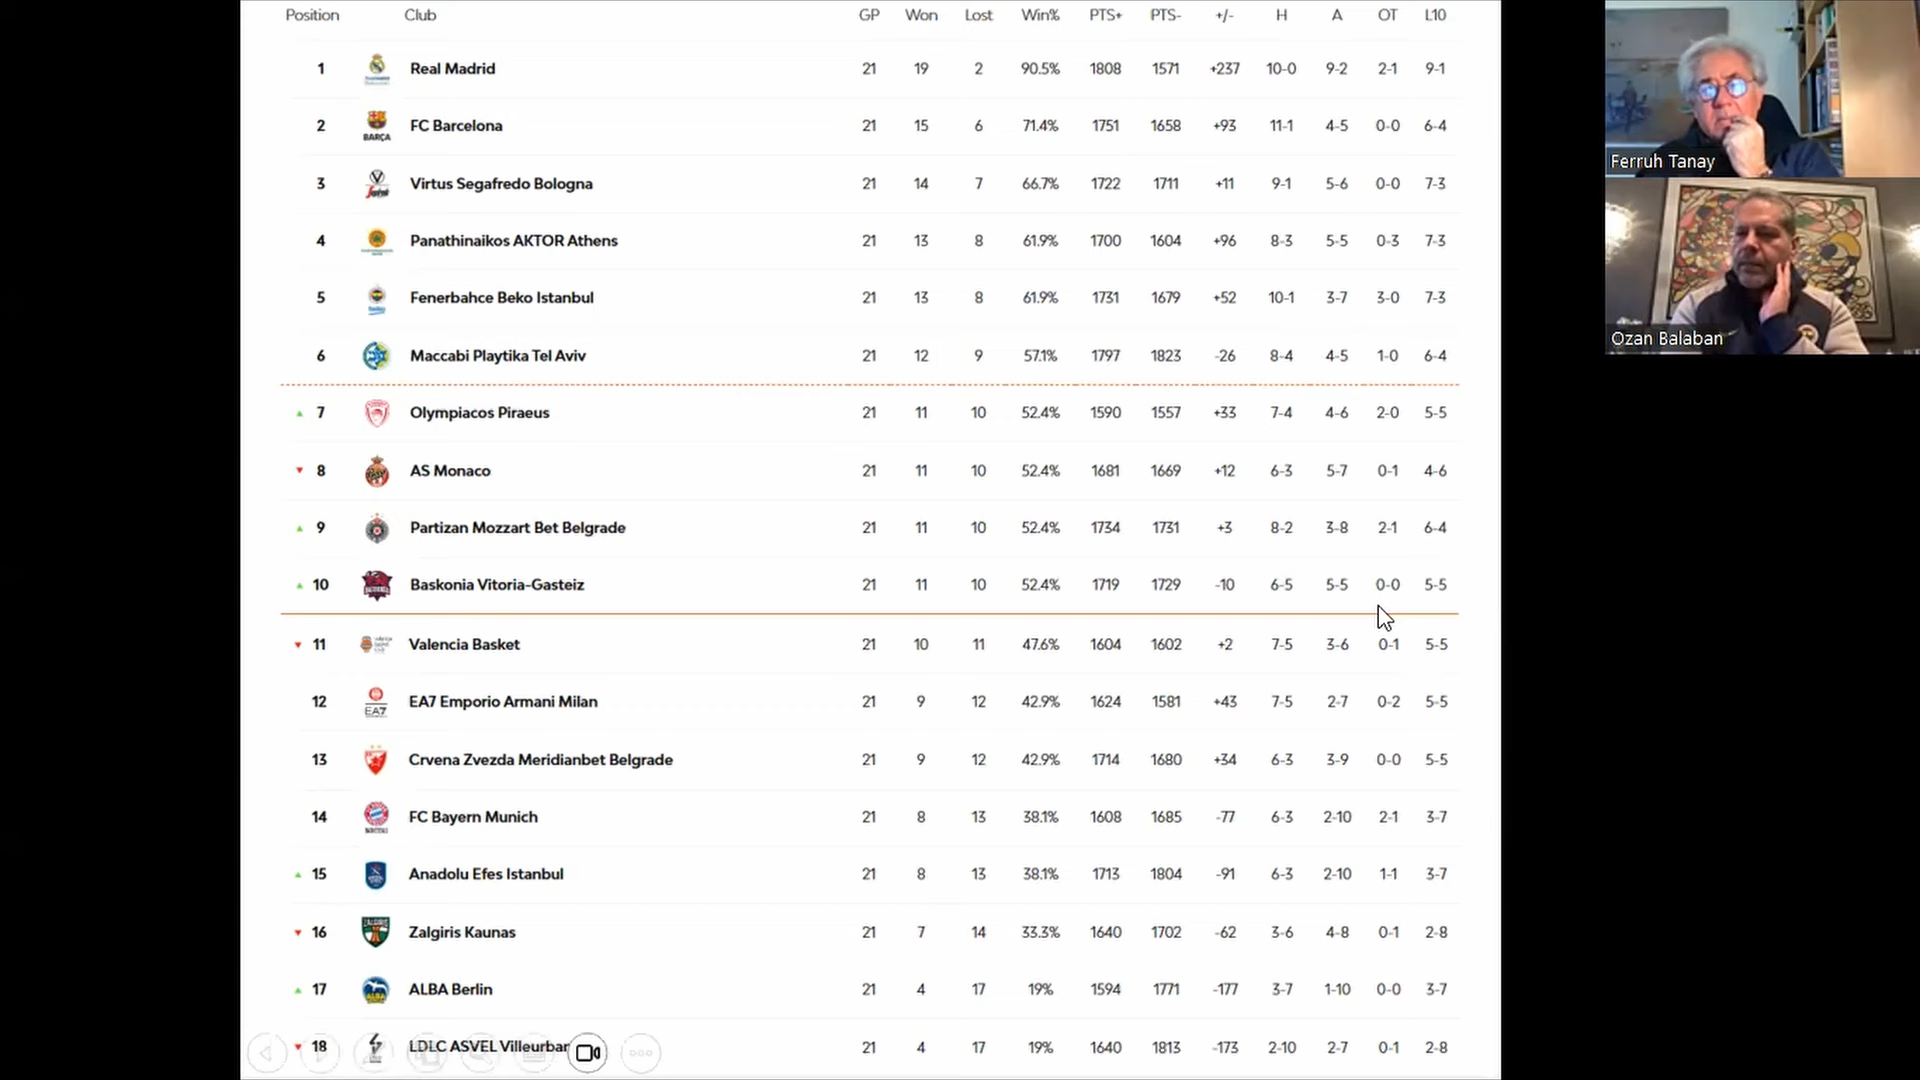 Position Club GP Won Lost Win% PTS+ PTS- +/- H A OT L10
1 Real Madrid 21 19 2 90.5% 1808 1571 +237 10-0 9-2 2-1 9-1
2 FC Barcelona 21 15 6 71.4% 1751 1658 +93 11-1 4-5 0-0 6-4
BARÇA
3 Virtus Segafredo Bologna 21 14 7 66.7% 1722 1711 +11 9-1 5-6 0-0 7-3
4 Panathinaikos AKTOR Athens 21 13 8 61.9% 1700 1604 +96 8-3 5-5 0-3 7-3
5 Fenerbahce Beko Istanbul 21 13 8 61.9% 1731 1679 +52 10-1 3-7 3-0 7-3
6 Maccabi Playtika Tel Aviv 21 12 9 57.1% 1797 1823 -26 8-4 4-5 1-0 6-4
7 Olympiacos Piraeus 21 11 10 52.4% 1590 1557 +33 7-4 4-6 2-0 5-5
8 AS Monaco 21 11 10 52.4% 1681 1669 +12 6-3 5-7 0-1 4-6
9 Partizan Mozzart Bet Belgrade 21 11 10 52.4% 1734 1731 +3 8-2 3-8 2-1 6-4
10 Baskonia Vitoria-Gasteiz 21 11 10 52.4% 1719 1729 -10 6-5 5-5 0-0 5-5
11 Valencia Basket 21 10 11 47.6% 1604 1602 +2 7-5 3-6 0-1 5-5
12 EA7 Emporio Armani Milan 21 9 12 42.9% 1624 1581 +43 7-5 2-7 0-2 5-5
EA7
13 Crvena Zvezda Meridianbet Belgrade 21 9 12 42.9% 1714 1680 +34 6-3 3-9 0-0 5-5
14 FC Bayern Munich 21 8 13 38.1% 1608 1685 -77 6-3 2-10 2-1 3-7
15 Anadolu Efes Istanbul 21 8 13 38.1% 1713 1804 -91 6-3 2-10 1-1 3-7
16 Zalgiris Kaunas 21 7 14 33.3% 1640 1702 -62 3-6 4-8 0-1 2-8
ZALGIRIS
17 ALBA Berlin 21 4 17 19% 1594 1771 -177 3-7 1-10 0-0 3-7
ALBA
18 LDLC ASVEL Villeurban 21 4 17 19% 1640 1813 -173 2-10 2-7 0-1 2-8
Ferruh Tanay
Ozan Balaban